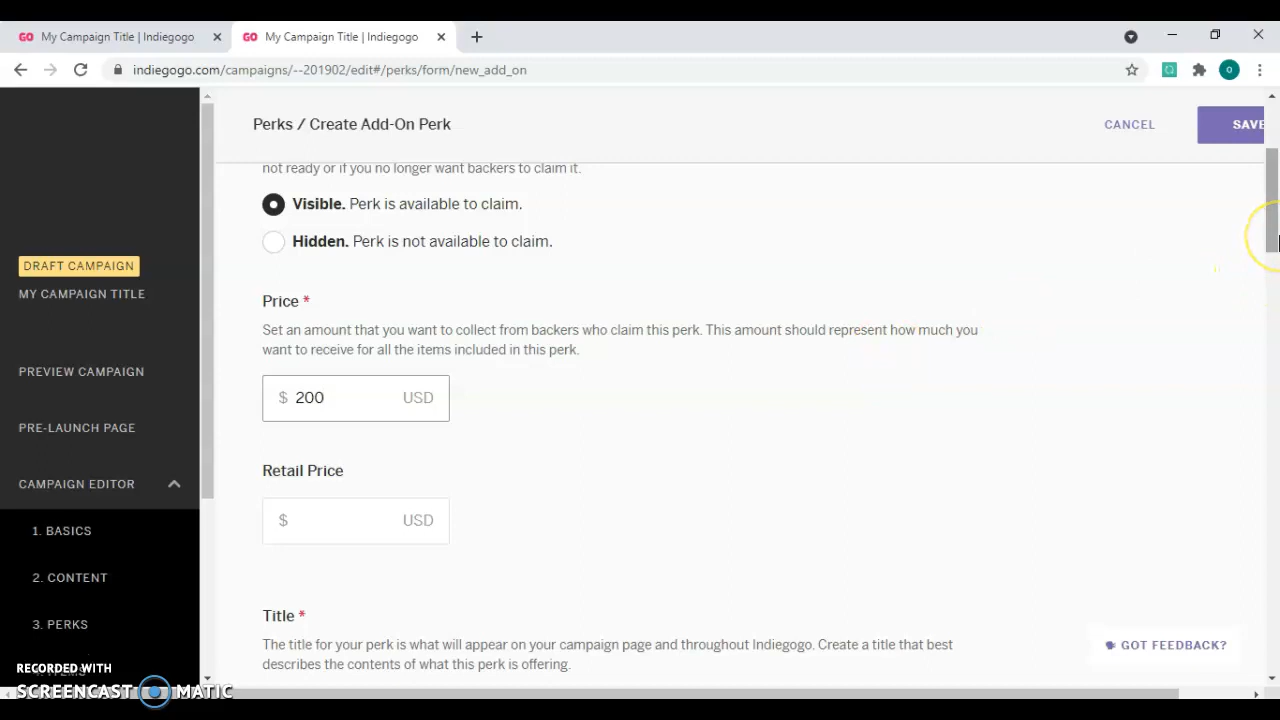 GO My Campaign Title | Indiegogo
GO My Campaign Title | Indiegogo
indiegogo.com/campaigns/--201902/edit#/perks/form/new_add_on
Perks / Create Add-On Perk
CANCEL
SAVE
not ready or if you no longer want backers to claim it.
Visible. Perk is available to claim.
Hidden. Perk is not available to claim.
Price *
Set an amount that you want to collect from backers who claim this perk. This amount should represent how much you
want to receive for all the items included in this perk.
$ 200 USD
Retail Price
$ USD
Title *
The title for your perk is what will appear on your campaign page and throughout Indiegogo. Create a title that best
describes the contents of what this perk is offering.
GOT FEEDBACK?
DRAFT CAMPAIGN
MY CAMPAIGN TITLE
PREVIEW CAMPAIGN
PRE-LAUNCH PAGE
CAMPAIGN EDITOR
1. BASICS
2. CONTENT
3. PERKS
RECORDED WITH
SCREENCAST MATIC